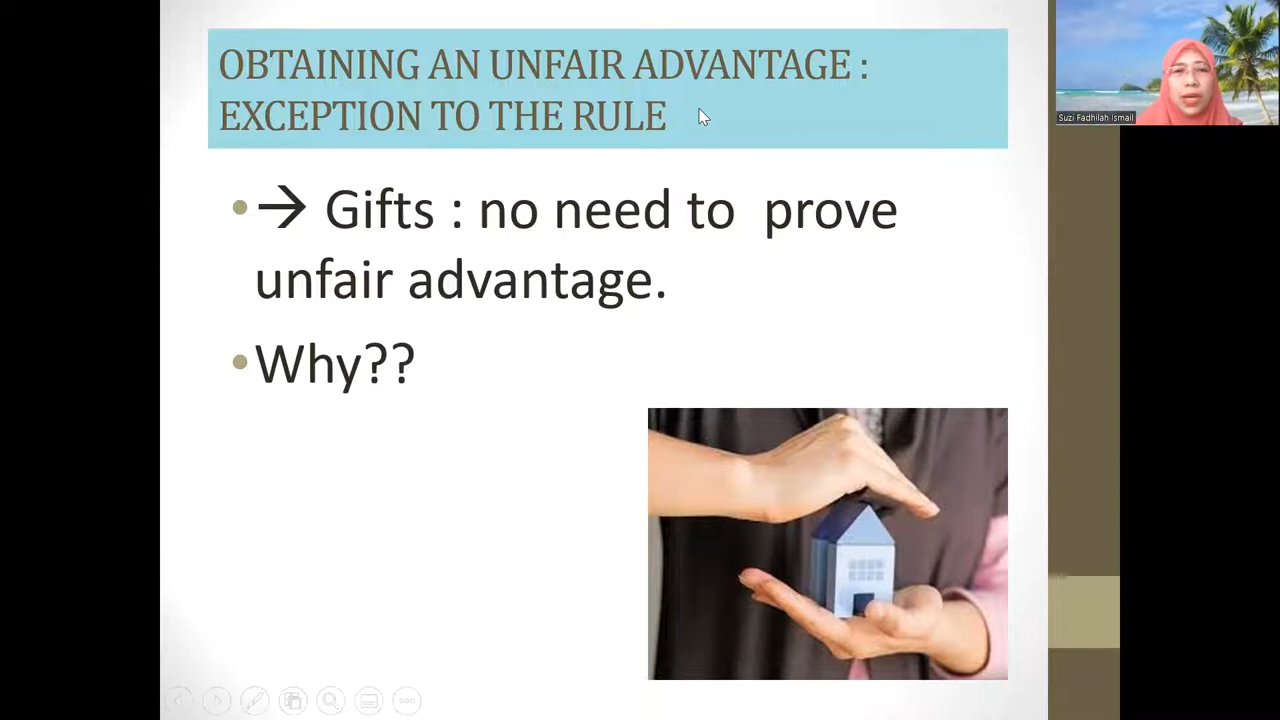 OBTAINING AN UNFAIR ADVANTAGE :
EXCEPTION TO THE RULE
• → Gifts : no need to  prove
unfair advantage.
• Why??
Suzi Fadhilah Ismail